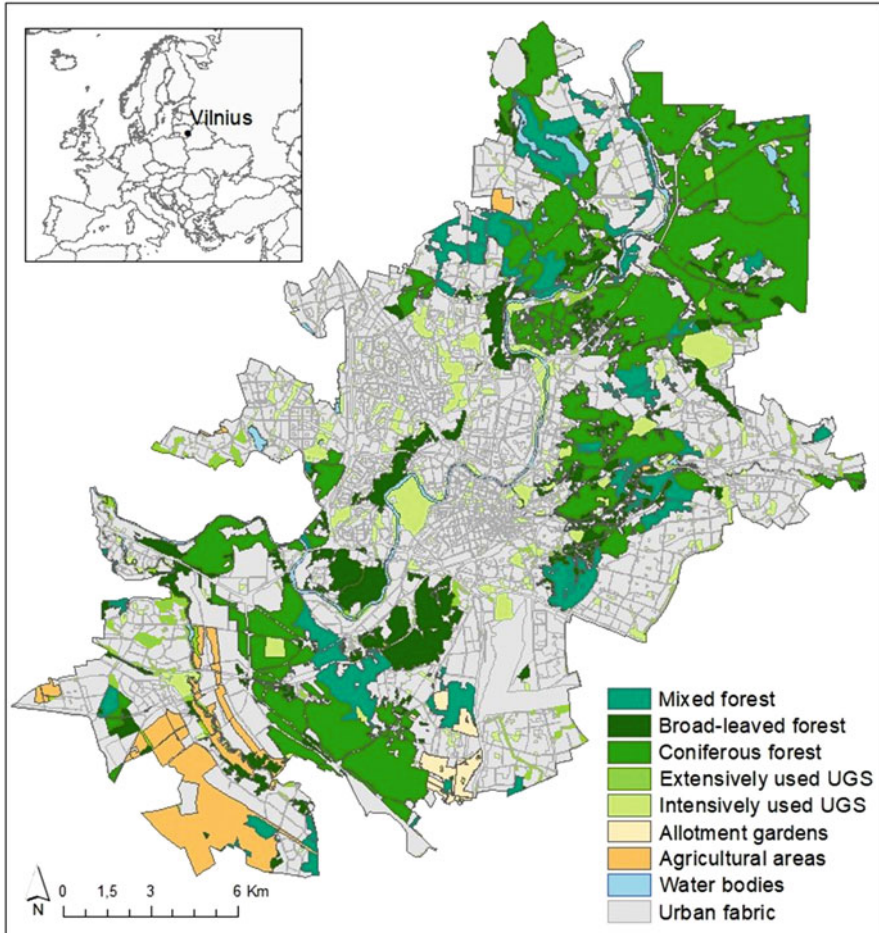 Vilnius
Mixed forest
Broad-leaved forest
Coniferous forest
Extensively used UGS
Intensively used UGS
Allotment gardens
Agricultural areas
Water bodies
Urban fabric
0 1,5 3 6 Km
N